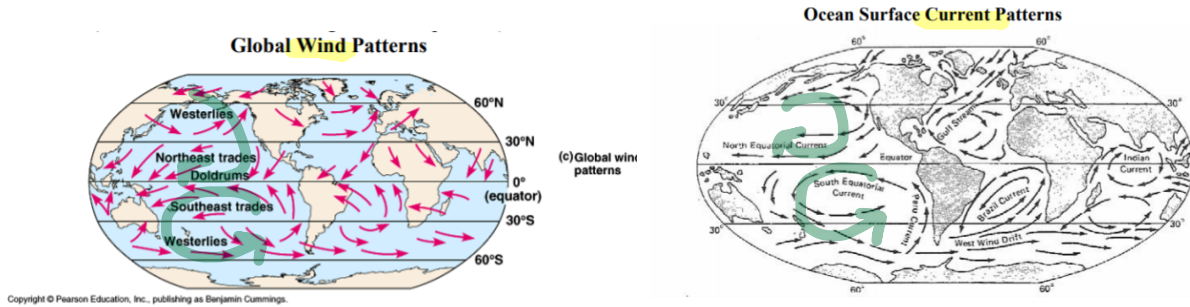 Global Wind Patterns
60°N
Westerlies
30°N
Northeast trades
Doldrums
0°
(equator)
Southeast trades
30°S
Westerlies
60°S
(c)Global wind
patterns
Copyright © Pearson Education, Inc., publishing as Benjamin Cummings.
Ocean Surface Current Patterns
60°
60°
30°
30°
Gulf Stream
North Equatorial Current
Equator
Indian
Current
South Equatorial
Current
Peru Current
Brazil Current
30°
30°
West Wind Drift
60°
60°